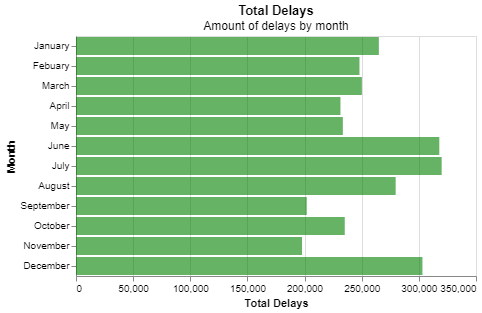 Total Delays
Amount of delays by month
January
Febuary
March
April
May
June
July
August
September
October
November
December
Month
0 50,000 100,000 150,000 200,000 250,000 300,000 350,000
Total Delays